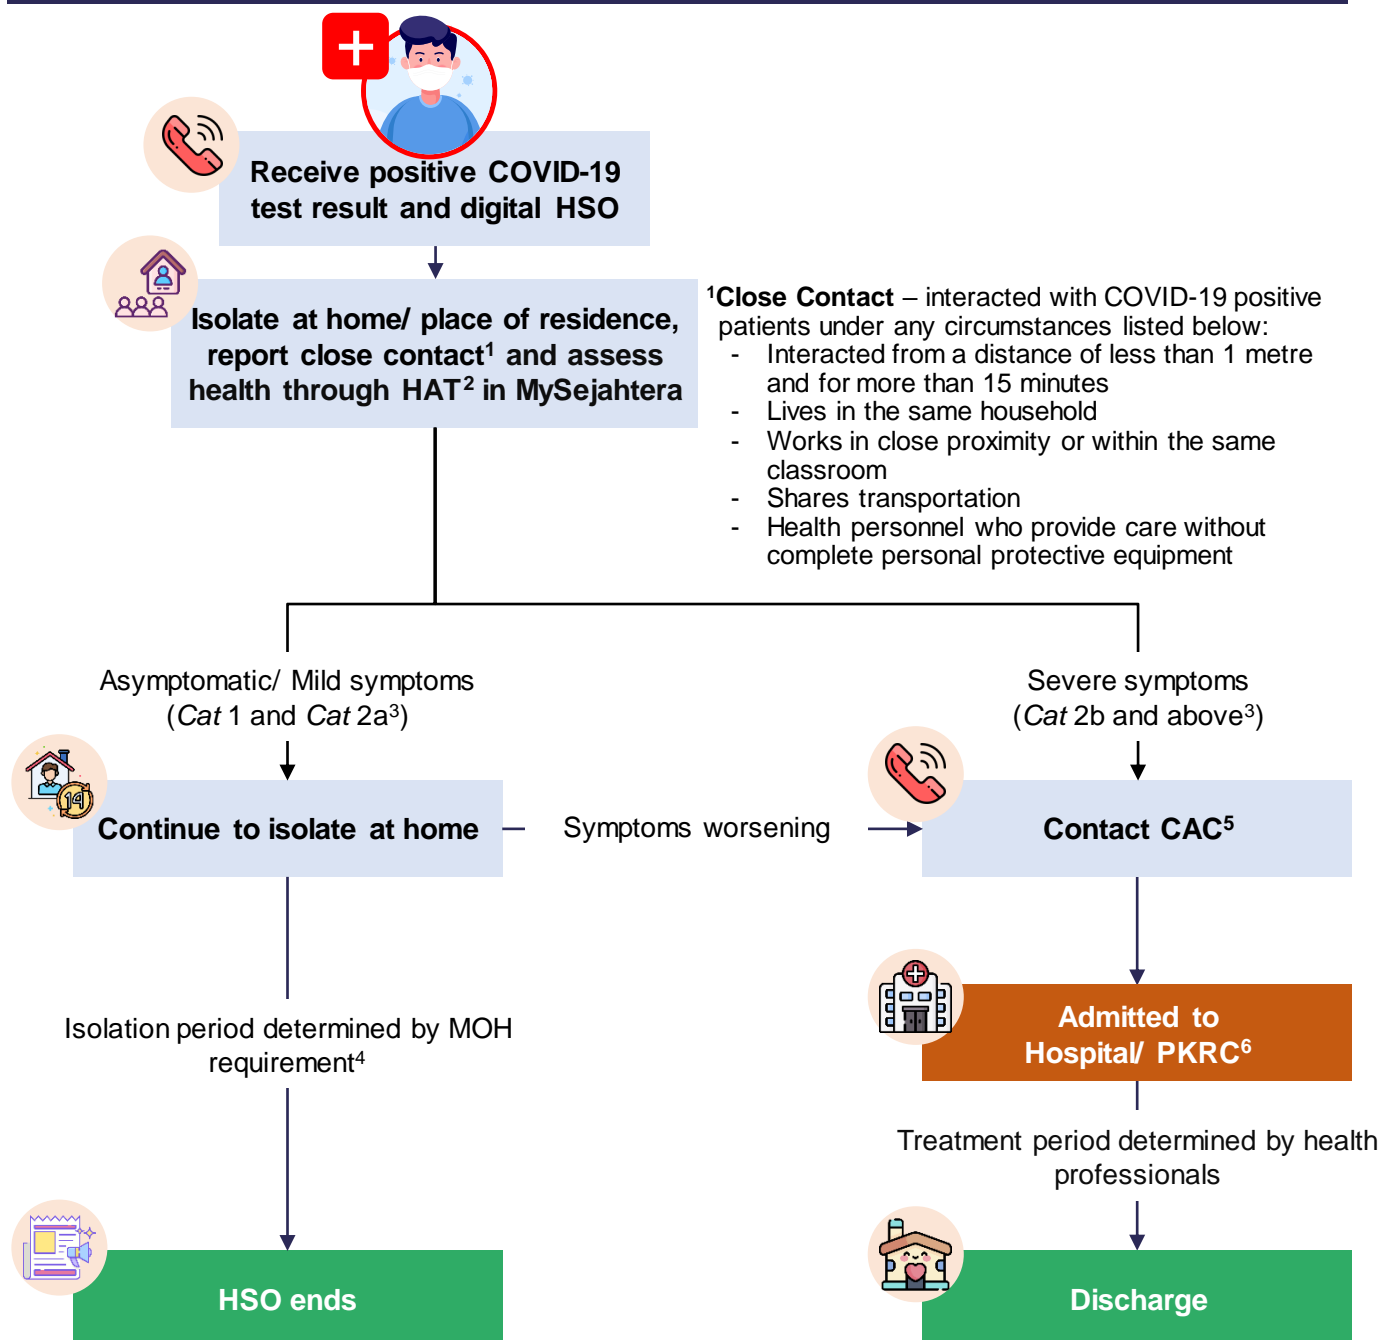 Receive positive COVID-19
test result and digital HSO
Isolate at home/ place of residence,
report close contact¹ and assess
health through HAT² in MySejahtera
¹Close Contact – interacted with COVID-19 positive
patients under any circumstances listed below:
- Interacted from a distance of less than 1 metre
and for more than 15 minutes
- Lives in the same household
- Works in close proximity or within the same
classroom
- Shares transportation
- Health personnel who provide care without
complete personal protective equipment
Asymptomatic/ Mild symptoms
(Cat 1 and Cat 2a³)
Severe symptoms
(Cat 2b and above³)
14
Continue to isolate at home
Symptoms worsening
Contact CAC⁵
Isolation period determined by MOH
requirement⁴
Admitted to
Hospital/ PKRC⁶
Treatment period determined by health
professionals
HSO ends
Discharge